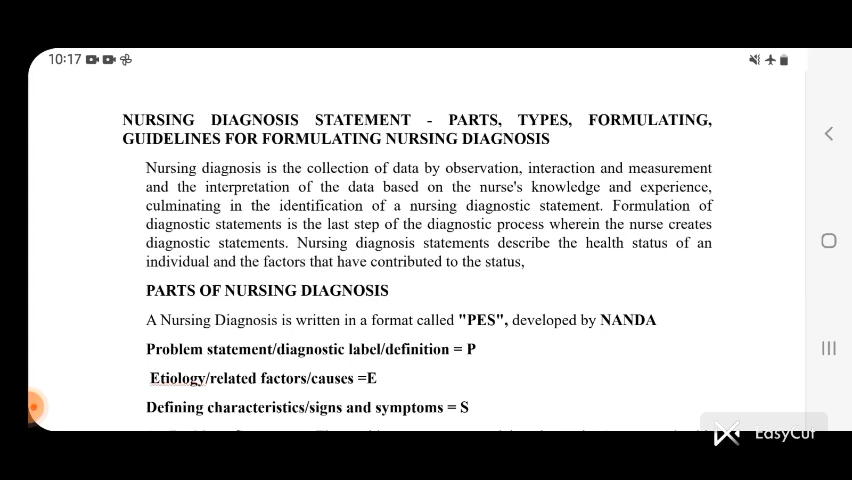 10:17
NURSING DIAGNOSIS STATEMENT - PARTS, TYPES, FORMULATING,
GUIDELINES FOR FORMULATING NURSING DIAGNOSIS
Nursing diagnosis is the collection of data by observation, interaction and measurement
and the interpretation of the data based on the nurse's knowledge and experience,
culminating in the identification of a nursing diagnostic statement. Formulation of
diagnostic statements is the last step of the diagnostic process wherein the nurse creates
diagnostic statements. Nursing diagnosis statements describe the health status of an
individual and the factors that have contributed to the status,
PARTS OF NURSING DIAGNOSIS
A Nursing Diagnosis is written in a format called "PES", developed by NANDA
Problem statement/diagnostic label/definition = P
Etiology/related factors/causes =E
Defining characteristics/signs and symptoms = S
EasyCut